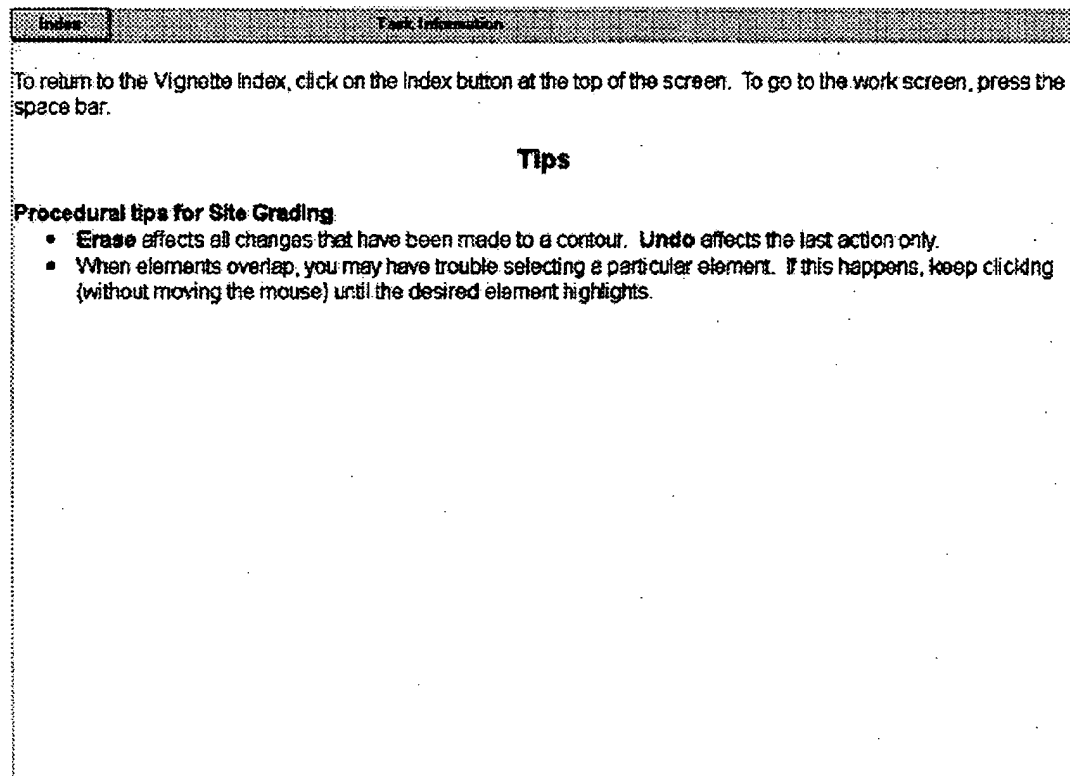 Index
Task Information
To return to the Vignette Index, click on the Index button at the top of the screen. To go to the work screen, press the
space bar.
Tips
Procedural tips for Site Grading
• Erase affects all changes that have been made to a contour. Undo affects the last action only.
• When elements overlap, you may have trouble selecting a particular element. If this happens, keep clicking
(without moving the mouse) until the desired element highlights.